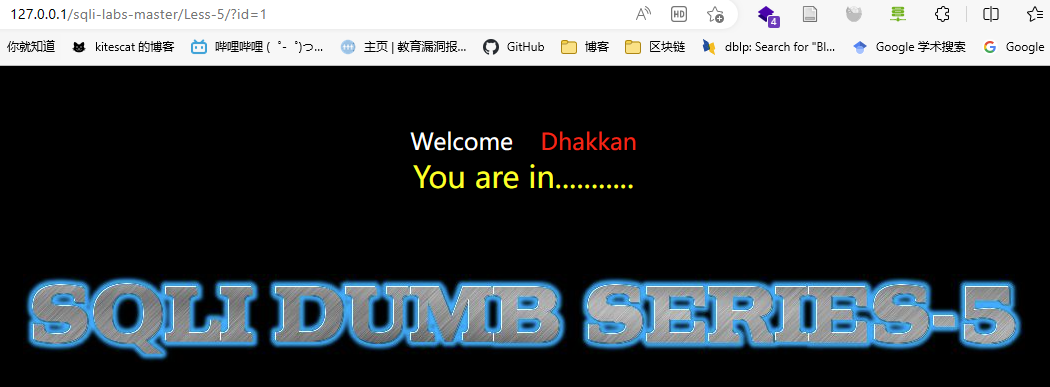 127.0.0.1/sqli-labs-master/Less-5/?id=1
HD
4
你就知道 kitescat 的博客 哔哩哔哩 ( ゜- ゜)つ... 主页 | 教育漏洞报... GitHub 博客 区块链 dblp: Search for "Bl... Google 学术搜索 Google
Welcome Dhakkan
You are in...........
SQLI DUMB SERIES-5